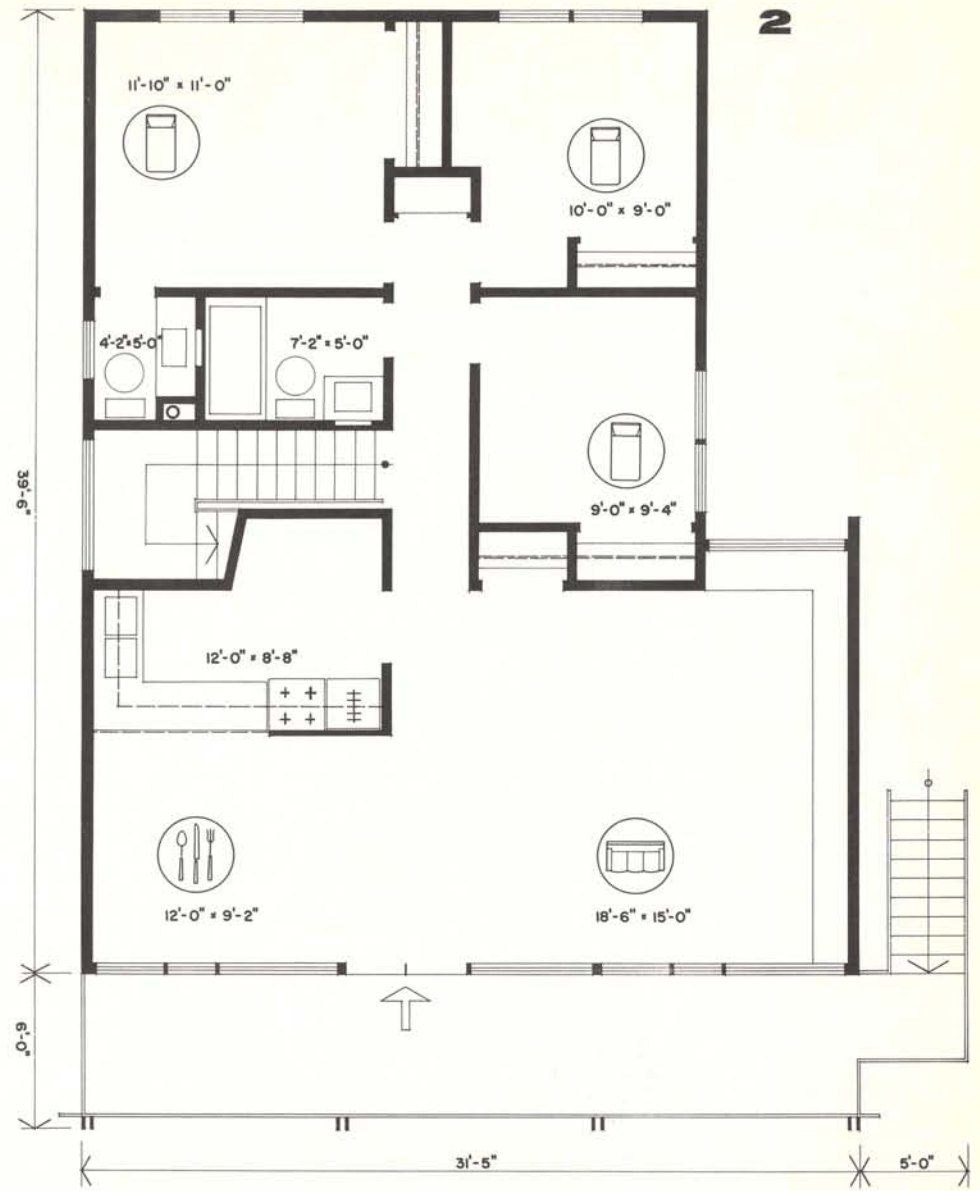 2
11'-10" x 11'-0"
10'-0" x 9'-0"
4'-2" x 5'-0"
7'-2" x 5'-0"
39'-6"
9'-0" x 9'-4"
12'-0" x 8'-8"
12'-0" x 9'-2"
18'-6" x 15'-0"
6'-0"
31'-5"
5'-0"